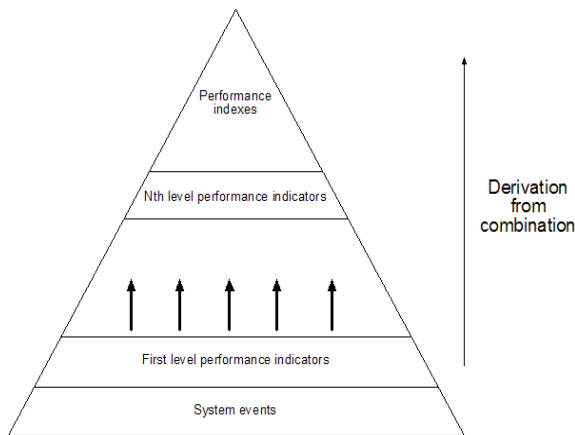 Performance
indexes
Nth level performance indicators
Derivation
from
combination
First level performance indicators
System events